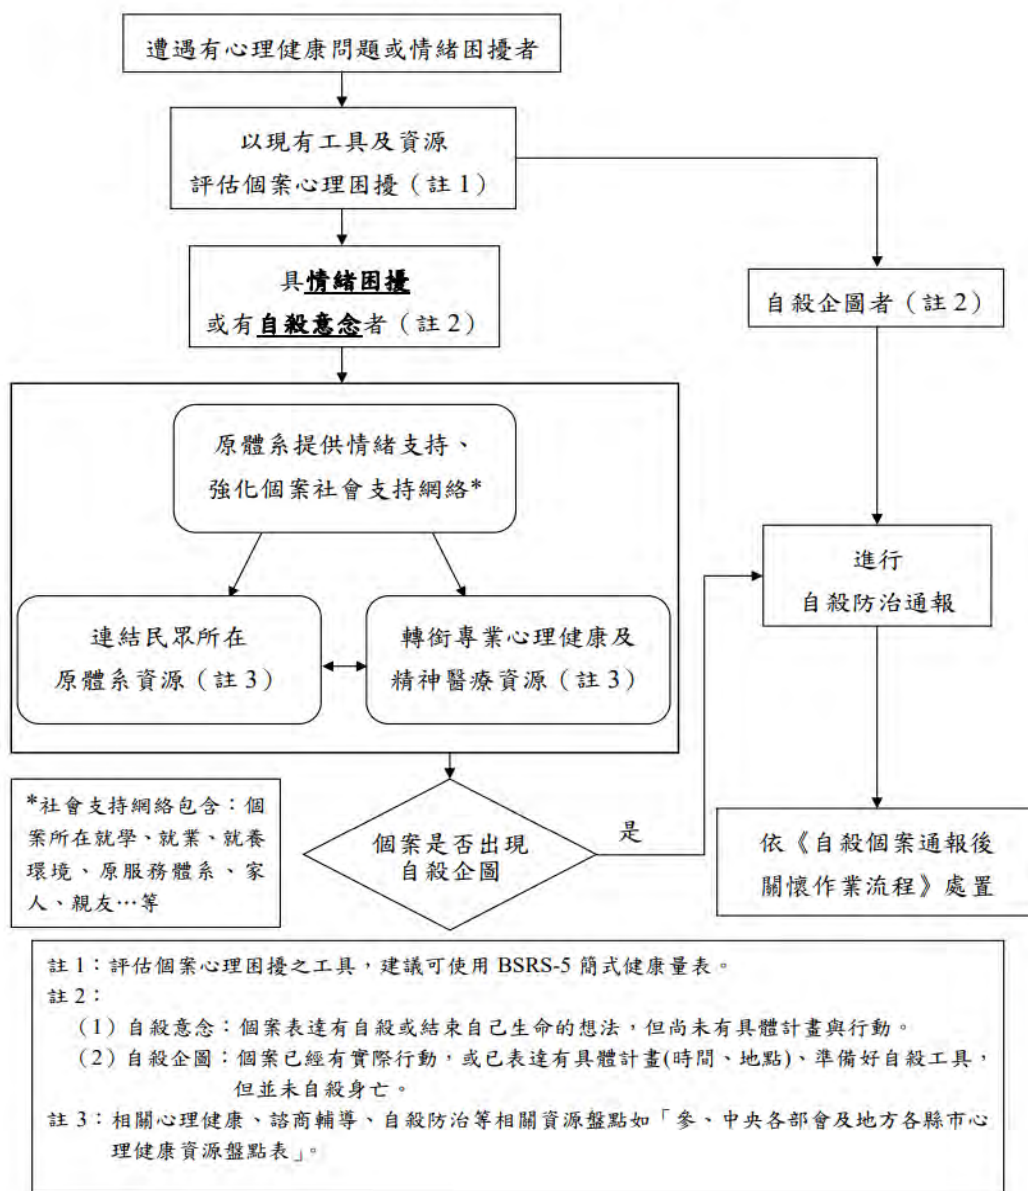 遭遇有心理健康問題或情緒困擾者
以現有工具及資源
評估個案心理困擾（註1）
具情緒困擾
或有自殺意念者（註2）
自殺企圖者（註2）
原體系提供情緒支持、
強化個案社會支持網絡*
連結民眾所在
原體系資源（註3）
轉銜專業心理健康及
精神醫療資源（註3）
進行
自殺防治通報
*社會支持網絡包含：個
案所在就學、就業、就養
環境、原服務體系、家
人、親友…等
個案是否出現
自殺企圖
是
依《自殺個案通報後
關懷作業流程》處置
註1：評估個案心理困擾之工具，建議可使用 BSRS-5 簡式健康量表。
註2：
（1）自殺意念：個案表達有自殺或結束自己生命的想法，但尚未有具體計畫與行動。
（2）自殺企圖：個案已經有實際行動，或已表達有具體計畫(時間、地點)、準備好自殺工具，
但並未自殺身亡。
註3：相關心理健康、諮商輔導、自殺防治等相關資源盤點如「參、中央各部會及地方各縣市心
理健康資源盤點表」。